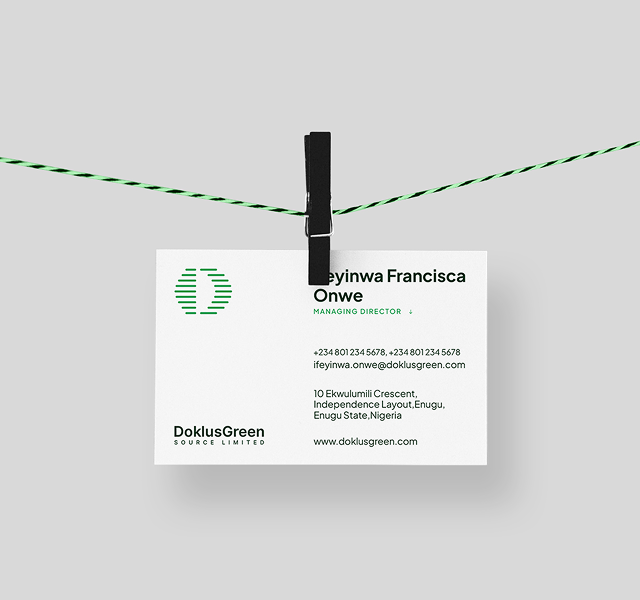 Ifeyinwa Francisca
Onwe
MANAGING DIRECTOR ↓
+234 801 234 5678, +234 801 234 5678
ifeyinwa.onwe@doklusgreen.com
10 Ekwulumili Crescent,
Independence Layout,Enugu,
Enugu State,Nigeria
www.doklusgreen.com
DoklusGreen
SOURCE LIMITED